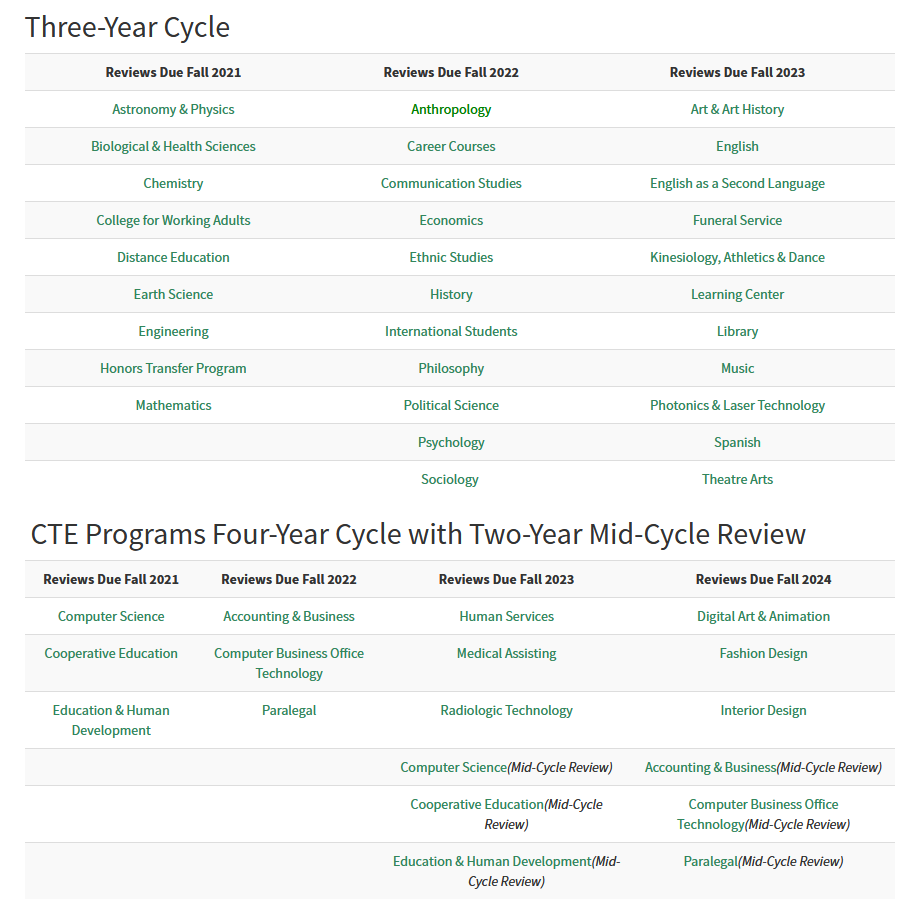 Three-Year Cycle
Reviews Due Fall 2021 Reviews Due Fall 2022 Reviews Due Fall 2023
Astronomy & Physics Anthropology Art & Art History
Biological & Health Sciences Career Courses English
Chemistry Communication Studies English as a Second Language
College for Working Adults Economics Funeral Service
Distance Education Ethnic Studies Kinesiology, Athletics & Dance
Earth Science History Learning Center
Engineering International Students Library
Honors Transfer Program Philosophy Music
Mathematics Political Science Photonics & Laser Technology
Psychology Spanish
Sociology Theatre Arts
CTE Programs Four-Year Cycle with Two-Year Mid-Cycle Review
Reviews Due Fall 2021 Reviews Due Fall 2022 Reviews Due Fall 2023 Reviews Due Fall 2024
Computer Science Accounting & Business Human Services Digital Art & Animation
Cooperative Education Computer Business Office Medical Assisting Fashion Design
Technology
Education & Human Paralegal Radiologic Technology Interior Design
Development
Computer Science(Mid-Cycle Review) Accounting & Business(Mid-Cycle Review)
Cooperative Education(Mid-Cycle Computer Business Office
Review) Technology(Mid-Cycle Review)
Education & Human Development(Mid- Paralegal(Mid-Cycle Review)
Cycle Review)